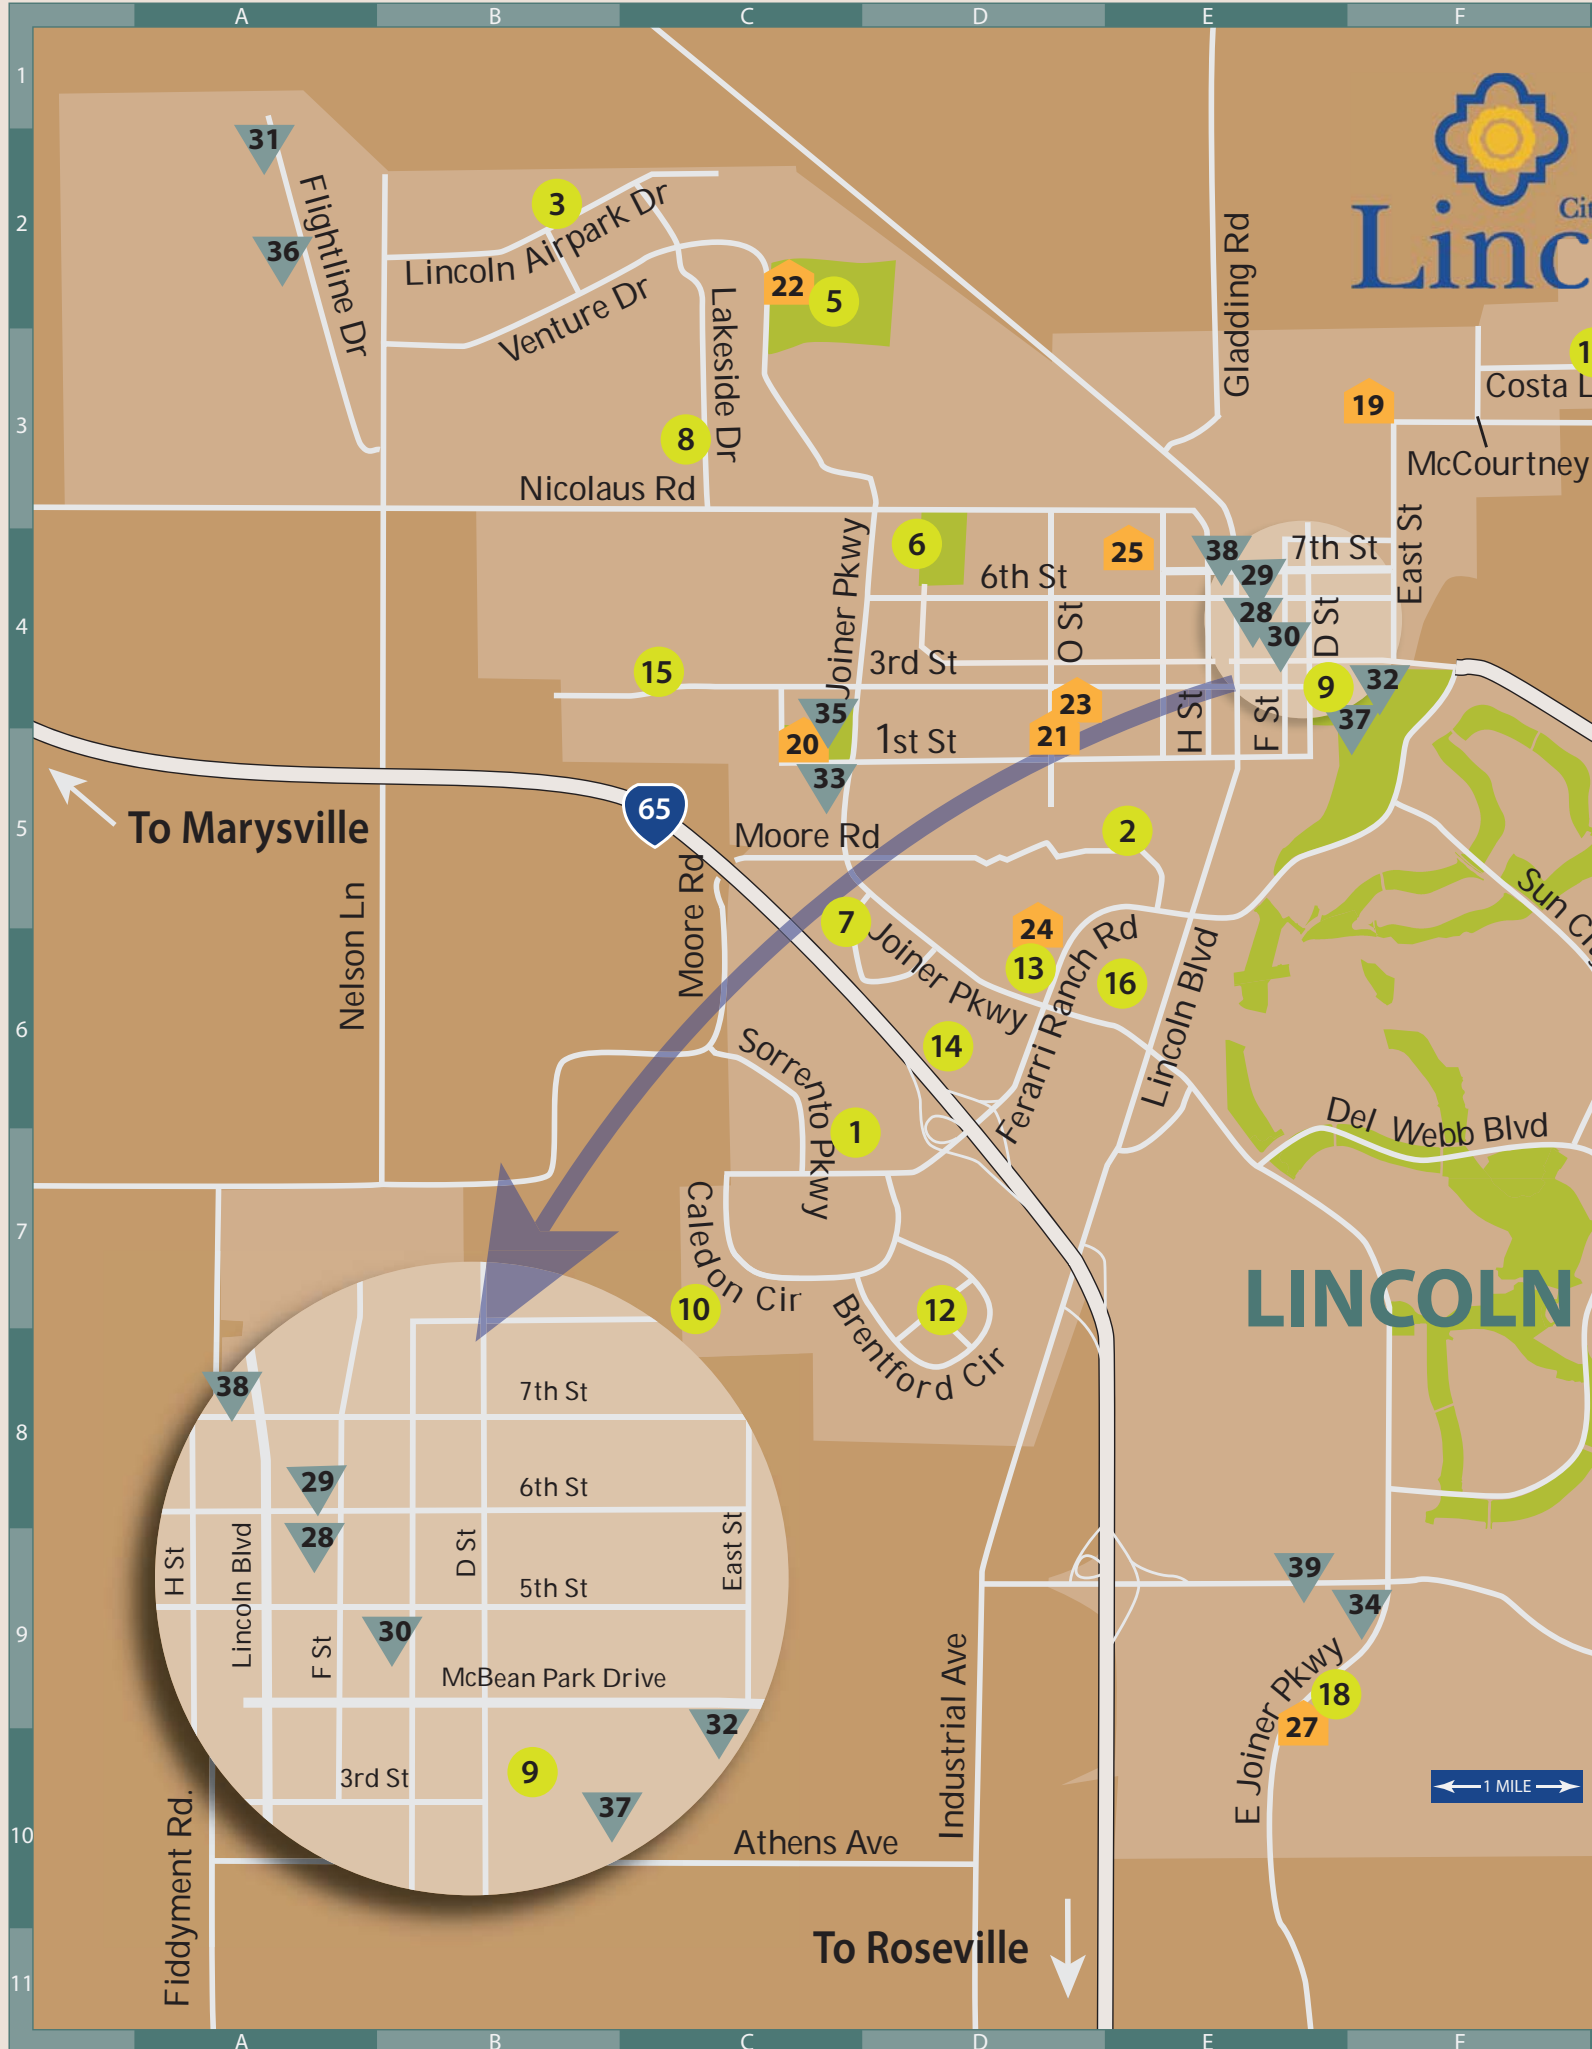 A B C D E F
1
31
Flightline Dr
3
2
36
Lincoln Airpark Dr
Venture Dr
22
5
Lakeside Dr
Gladding Rd
Cit
Linc
1
Costa L
19
3
8
McCourtney
Nicolaus Rd
6
25
38
7th St
29
East St
6th St
28
4
Joiner Pkwy
O St
30
D St
3rd St
15
9
32
35
23
H St
F St
37
20
1st St
21
33
65
To Marysville
5
Moore Rd
2
Moore Rd
Nelson Ln
7
24
Joiner Pkwy
13
16
Sun City
Lincoln Blvd
6
14
Sorrento Pkwy
Ferarri Ranch Rd
1
Del Webb Blvd
7
Caledon Cir
10
12
Brentford Cir
LINCOLN
38
7th St
8
29
6th St
28
H St
Lincoln Blvd
D St
East St
5th St
39
34
9
30
F St
McBean Park Drive
E Joiner Pkwy
18
27
32
9
3rd St
37
Industrial Ave
1 MILE
10
Fiddyment Rd.
Athens Ave
To Roseville
11
A B C D E F